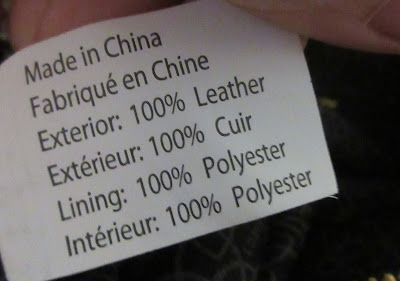 Made in China
Fabriqué en Chine
Exterior: 100% Leather
Extérieur: 100% Cuir
Lining: 100% Polyester
Intérieur: 100% Polyester